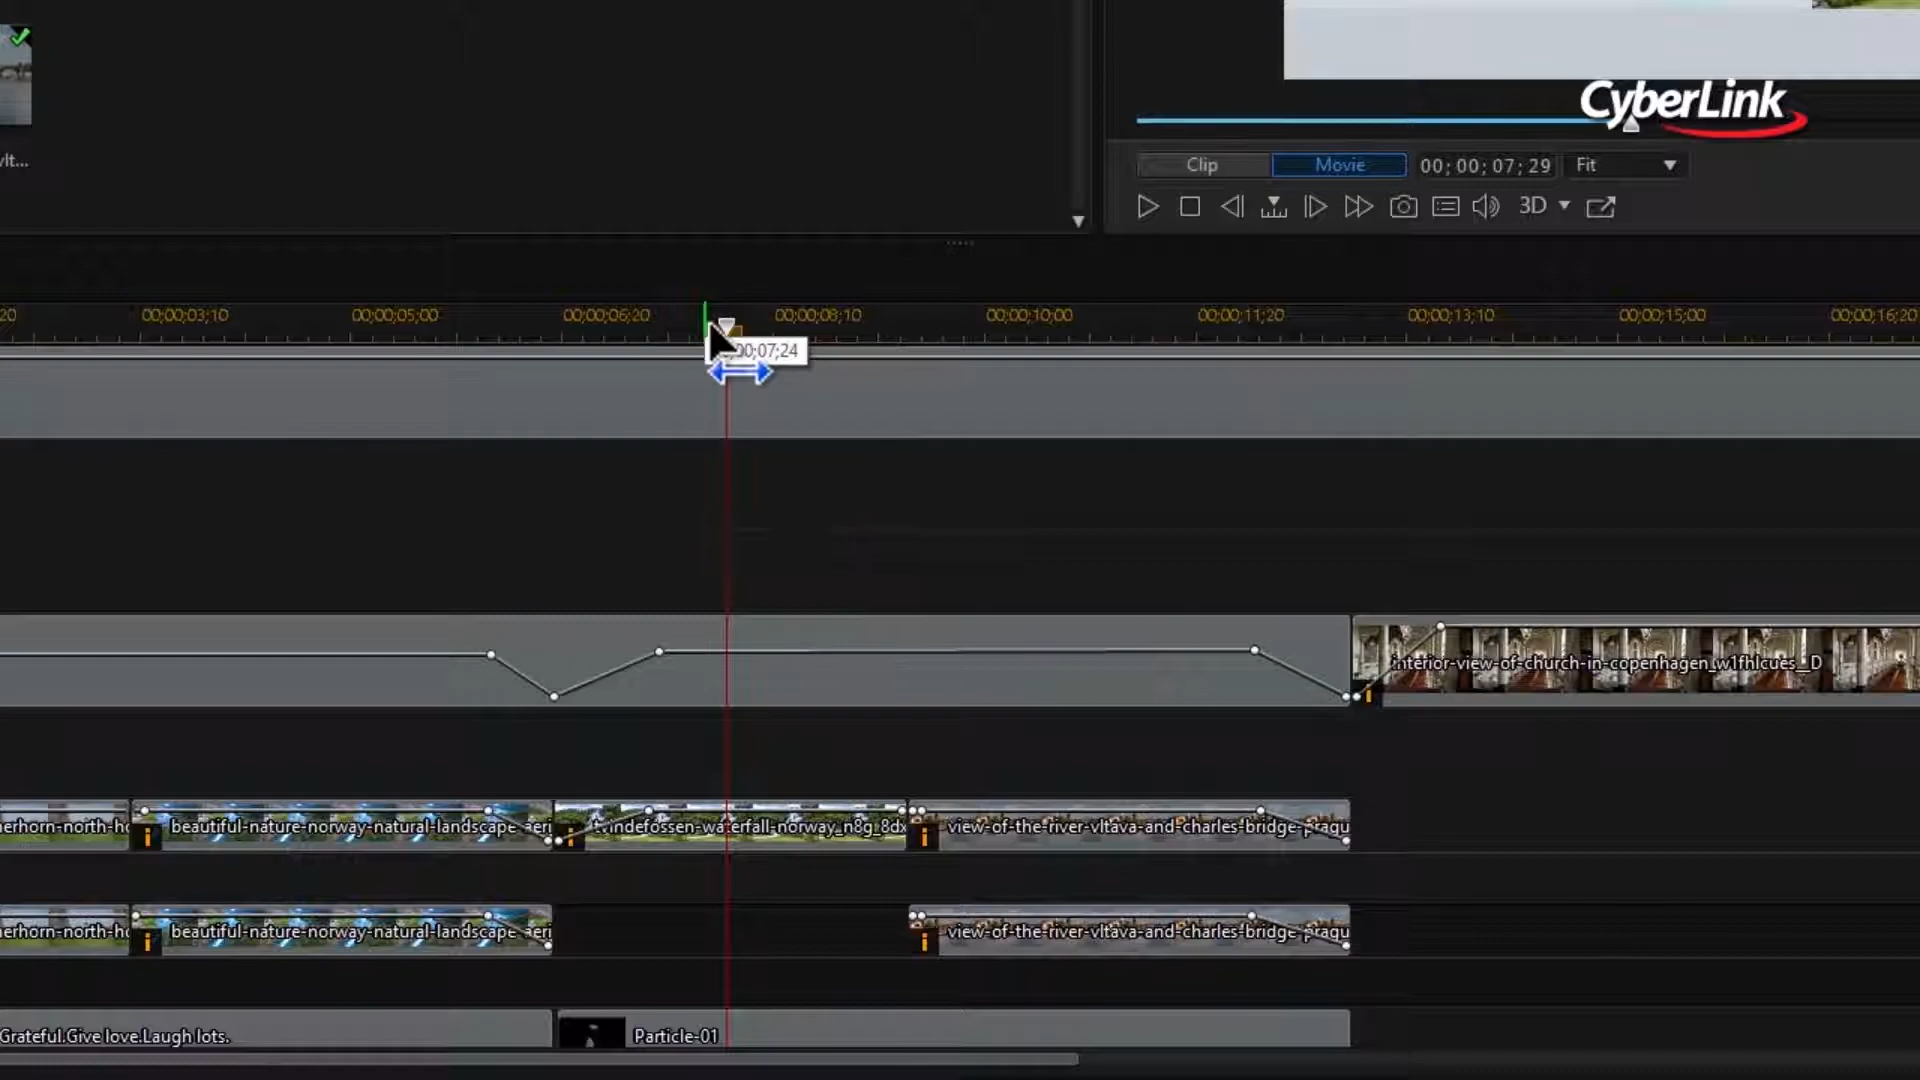 CyberLink
Clip Movie 00; 00; 07; 29 Fit
3D
20 00;00;03;10 00;00;05;00 00;00;06;20 00;00;08;10 00;00;10;00 00;00;11;20 00;00;13;10 00;00;15;00 00;00;16;20
00;07;24
interior-view-of-church-in-copenhagen_w1fhlcues_D
erhorn-north-ho beautiful-nature-norway-natural-landscape-aeri tvindefossen-waterfall-norway_n8g_8dx view-of-the-river-vltava-and-charles-bridge-pragu
erhorn-north-ho beautiful-nature-norway-natural-landscape-aeri view-of-the-river-vltava-and-charles-bridge-pragu
Grateful.Give love.Laugh lots. Particle-01